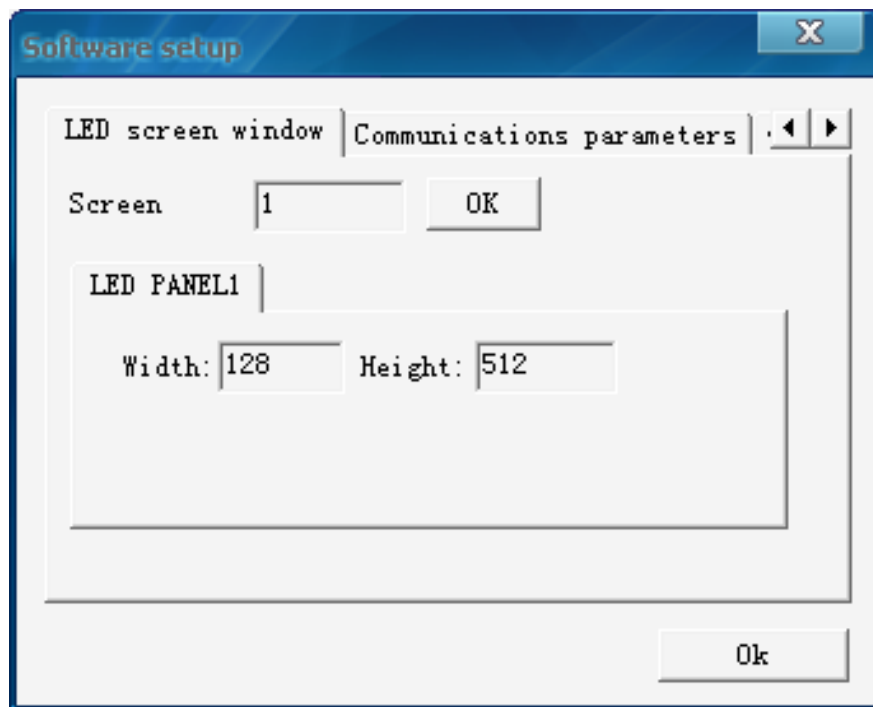 Software setup
LED screen window Communications parameters
Screen 1 OK
LED PANEL1
Width: 128 Height: 512
Ok